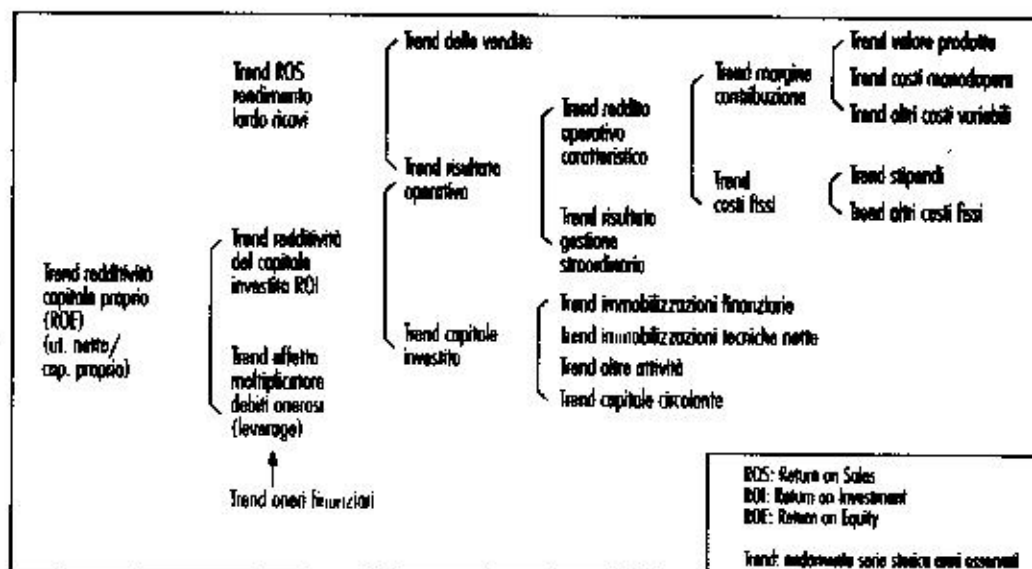 Trend ROS
rendimento
lordo ricavi
Trend redditività
capitale proprio
(ROE)
(ut. netto/
cap. proprio)
Trend redditività
del capitale
investito ROI
Trend effetto
moltiplicatore
debiti onerosi
(leverage)
Trend oneri finanziari
Trend delle vendite
Trend risultato
operativo
Trend capitale
investito
Trend reddito
operativo
caratteristico
Trend risultato
gestione
straordinaria
Trend immobilizzazioni finanziarie
Trend immobilizzazioni tecniche nette
Trend altre attività
Trend capitale circolante
Trend margine
contribuzione
Trend
costi fissi
Trend valore prodotto
Trend costi manodopera
Trend altri costi variabili
Trend stipendi
Trend altri costi fissi
ROS: Return on Sales
ROI: Return on Investment
ROE: Return on Equity
Trend: andamento serie storica anni osservati